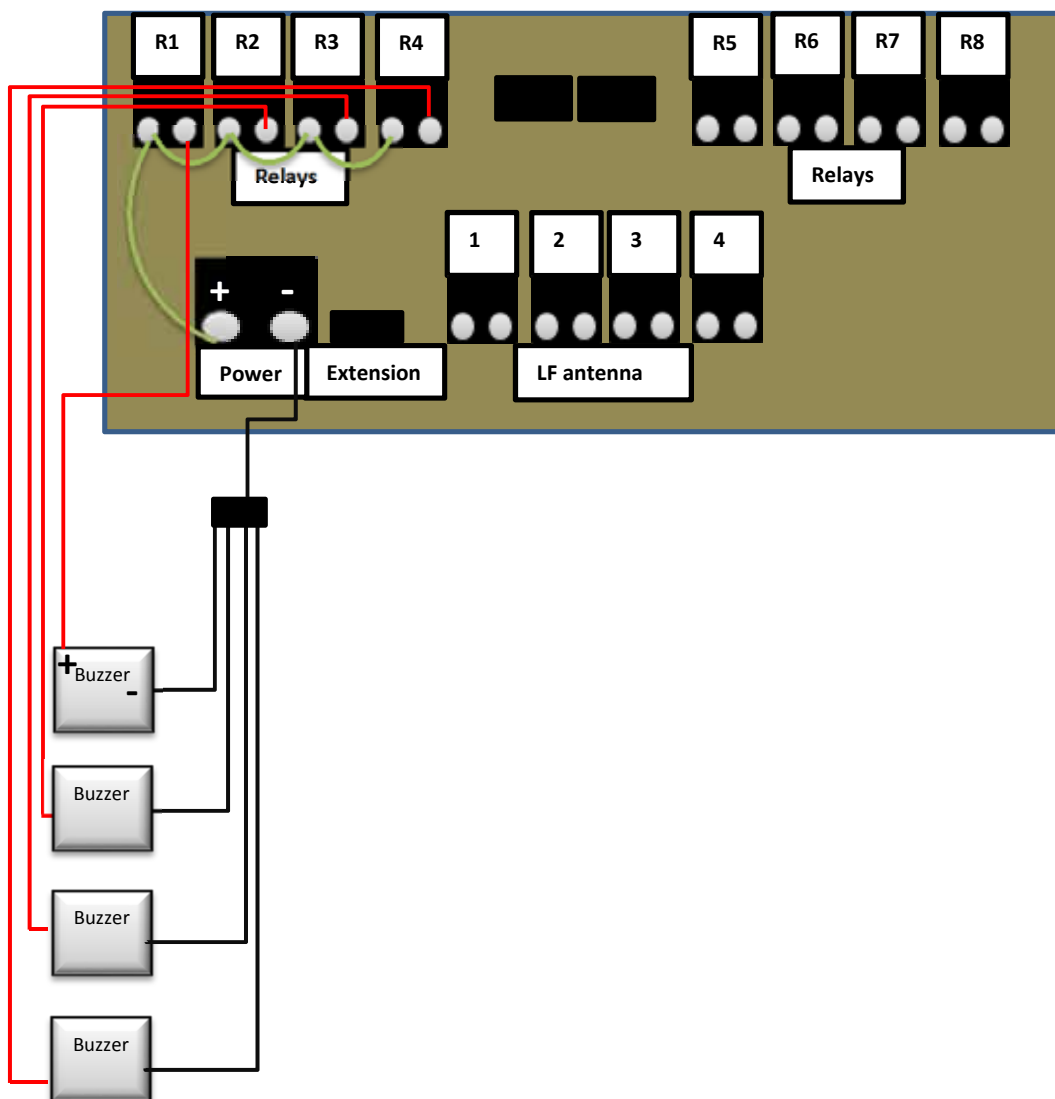 R1 R2 R3 R4 R5 R6 R7 R8
Relays Relays
1 2 3 4
+ -
Power Extension LF antenna
+
Buzzer
-
Buzzer
Buzzer
Buzzer